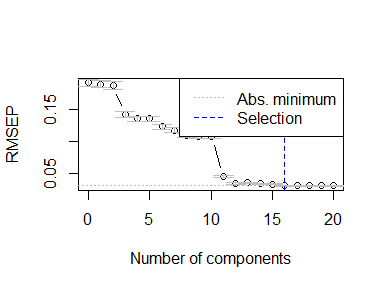 RMSEP
0.15
0.05
Abs. minimum
Selection
0 5 10 15 20
Number of components